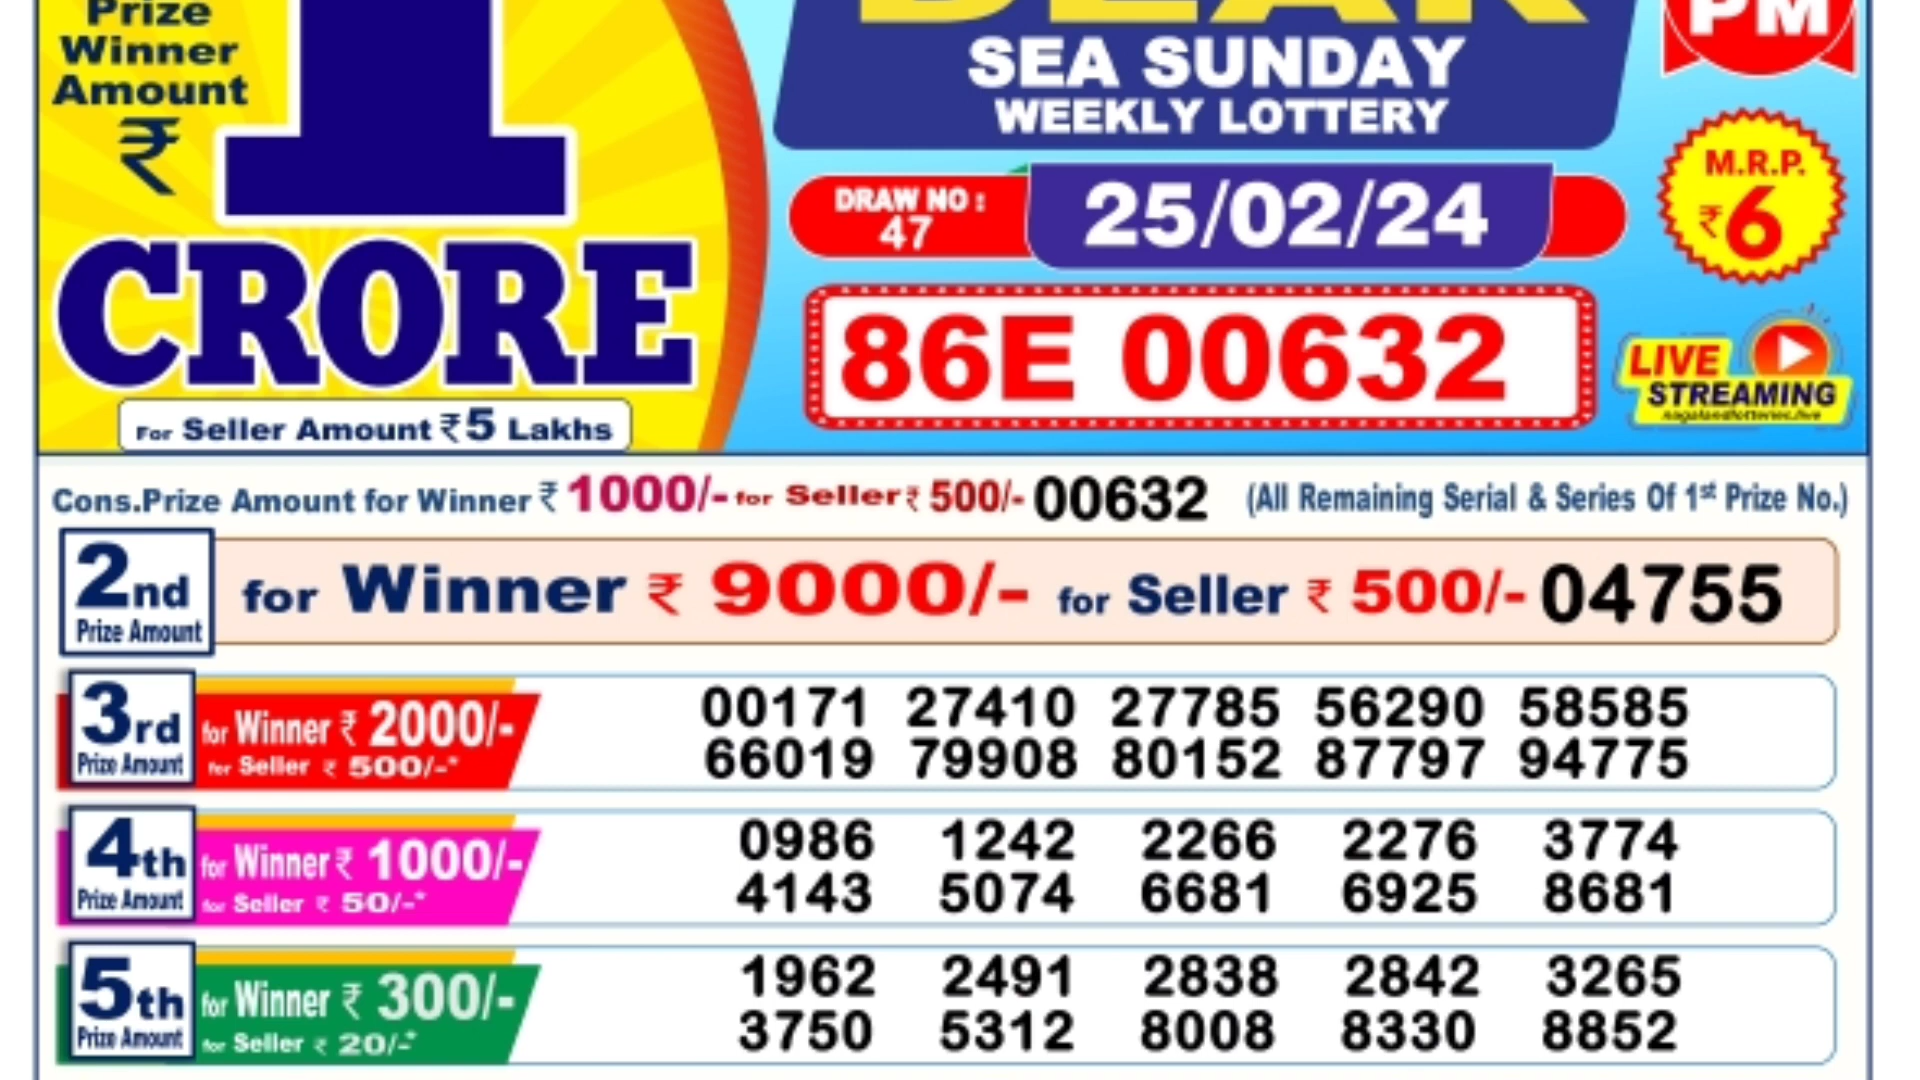 Prize
Winner
Amount
₹
1
CRORE
For Seller Amount ₹5 Lakhs
DEAR
SEA SUNDAY
WEEKLY LOTTERY
PM
DRAW NO :
47
25/02/24
M.R.P.
₹6
86E 00632
LIVE
STREAMING
nagalandlotteries.live
Cons.Prize Amount for Winner ₹ 1000/- for Seller ₹ 500/- 00632 (All Remaining Serial & Series Of 1st Prize No.)
2nd
Prize Amount
for Winner ₹ 9000/- for Seller ₹ 500/- 04755
3rd
Prize Amount
for Winner ₹ 2000/-
for Seller ₹ 500/-*
00171 27410 27785 56290 58585
66019 79908 80152 87797 94775
4th
Prize Amount
for Winner ₹ 1000/-
for Seller ₹ 50/-*
0986 1242 2266 2276 3774
4143 5074 6681 6925 8681
5th
Prize Amount
for Winner ₹ 300/-
for Seller ₹ 20/-*
1962 2491 2838 2842 3265
3750 5312 8008 8330 8852